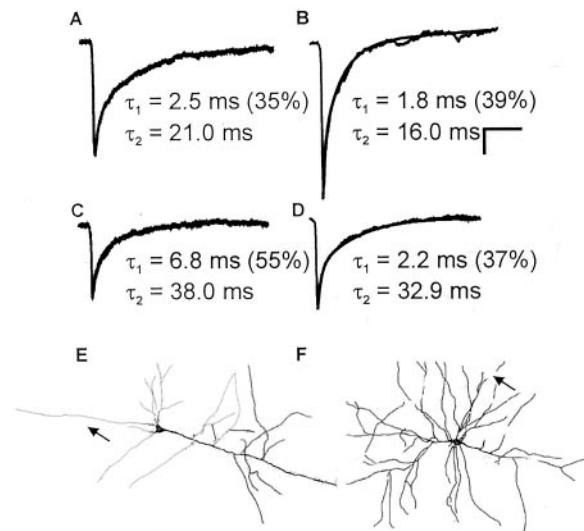 A
τ₁ = 2.5 ms (35%)
τ₂ = 21.0 ms
B
τ₁ = 1.8 ms (39%)
τ₂ = 16.0 ms
C
τ₁ = 6.8 ms (55%)
τ₂ = 38.0 ms
D
τ₁ = 2.2 ms (37%)
τ₂ = 32.9 ms
E
F